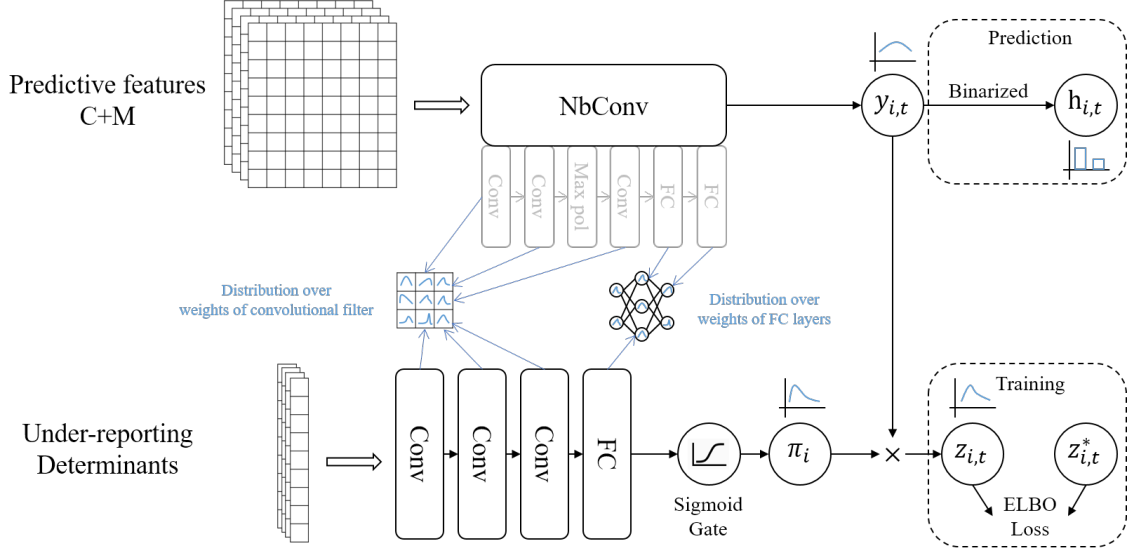 Predictive features
C+M
NbConv
Conv
Conv
Max pol
Conv
FC
FC
y_{i,t}
Prediction
Binarized
h_{i,t}
Distribution over
weights of convolutional filter
Distribution over
weights of FC layers
Under-reporting
Determinants
Conv
Conv
Conv
FC
Sigmoid
Gate
π_i
×
Training
z_{i,t}
z^*_{i,t}
ELBO
Loss